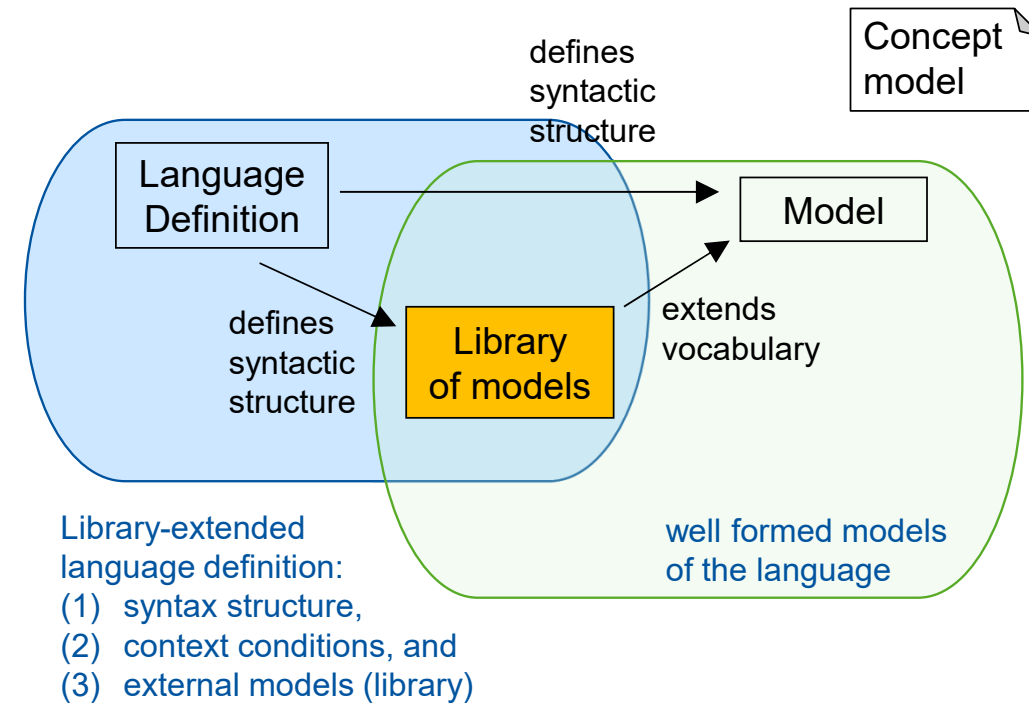 Concept
model
defines
syntactic
structure
Language
Definition
Model
defines
syntactic
structure
Library
of models
extends
vocabulary
Library-extended
language definition:
(1) syntax structure,
(2) context conditions, and
(3) external models (library)
well formed models
of the language